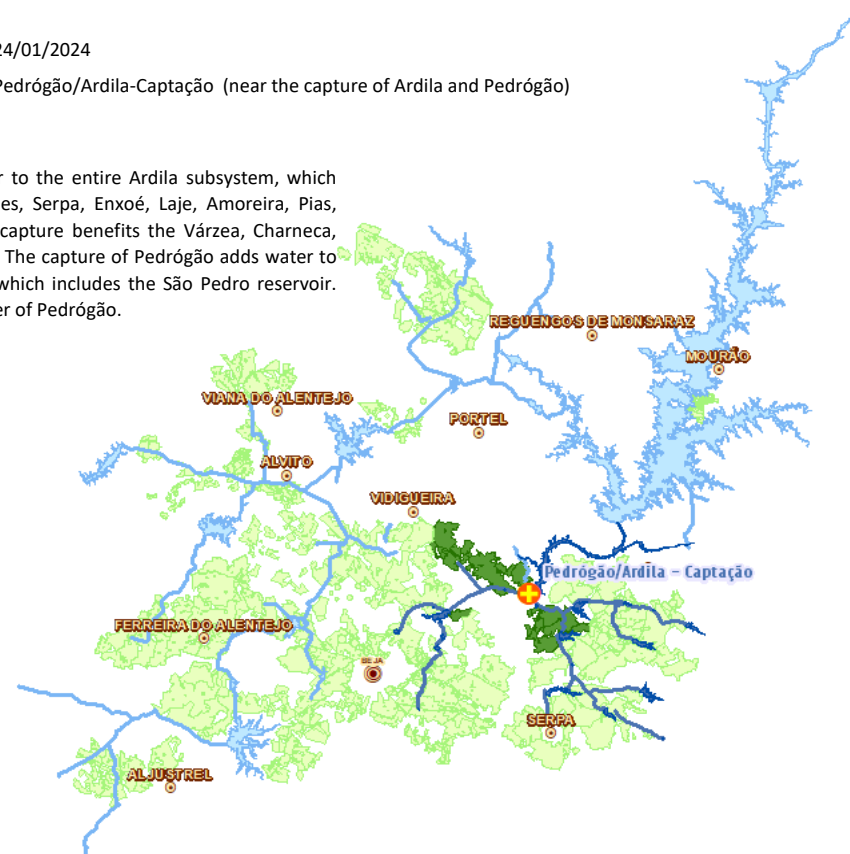 24/01/2024
Pedrógão/Ardila-Captação (near the capture of Ardila and Pedrógão)
r to the entire Ardila subsystem, which
es, Serpa, Enxoé, Laje, Amoreira, Pias,
capture benefits the Várzea, Charneca,
The capture of Pedrógão adds water to
which includes the São Pedro reservoir.
er of Pedrógão.
REGUENGOS DE MONSARAZ
MOURÃO
VIANA DO ALENTEJO
PORTEL
ALVITO
VIDIGUEIRA
Pedrógão/Ardila - Captação
FERREIRA DO ALENTEJO
BEJA
SERPA
ALJUSTREL